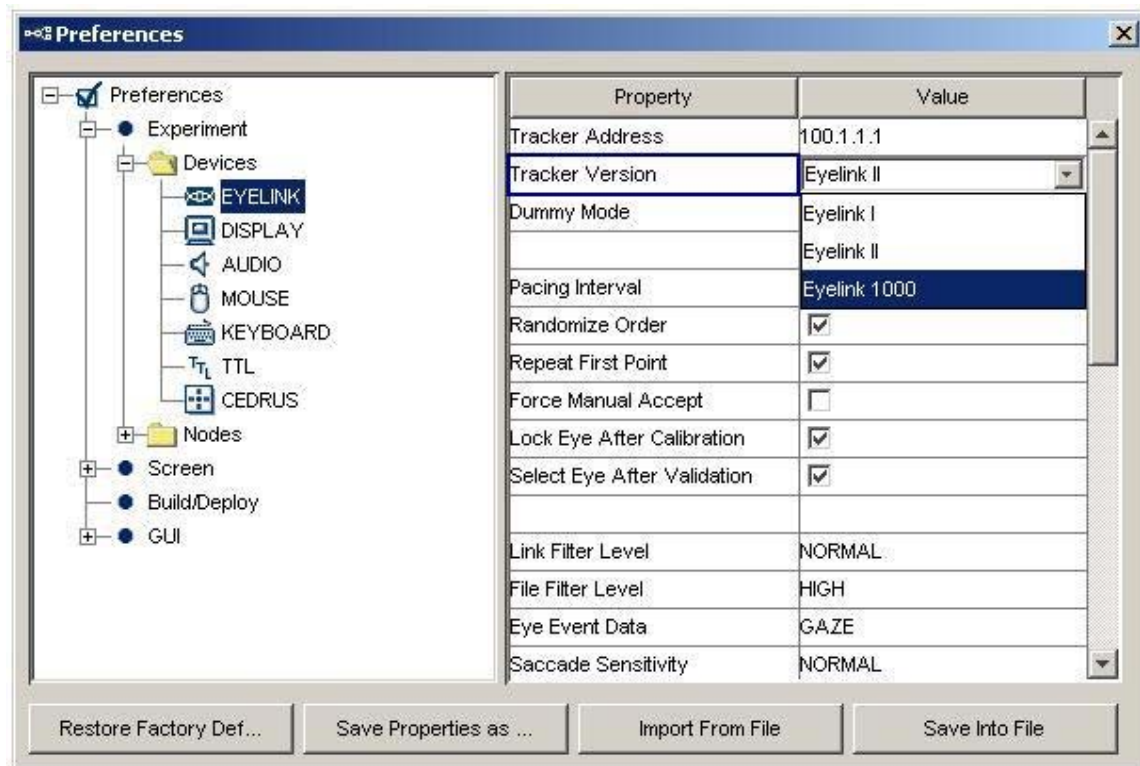 Preferences
Preferences
Experiment
Devices
EYELINK
DISPLAY
AUDIO
MOUSE
KEYBOARD
TTL TTL
CEDRUS
Nodes
Screen
Build/Deploy
GUI
Property Value
Tracker Address 100.1.1.1
Tracker Version Eyelink II
Dummy Mode Eyelink I
Eyelink II
Pacing Interval Eyelink 1000
Randomize Order
Repeat First Point
Force Manual Accept
Lock Eye After Calibration
Select Eye After Validation
Link Filter Level NORMAL
File Filter Level HIGH
Eye Event Data GAZE
Saccade Sensitivity NORMAL
Restore Factory Def... Save Properties as ... Import From File Save Into File